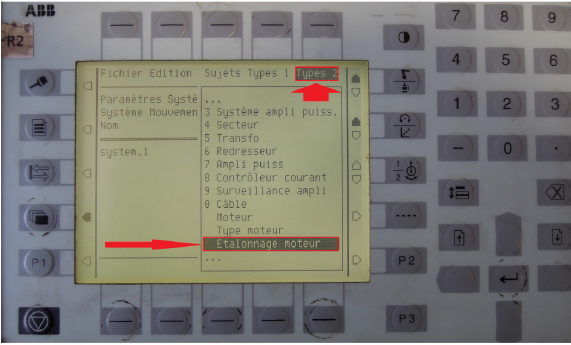 ABB
R2
7 8 9
4 5 6
1 2 3
- 0 .
Fichier Edition Sujets Types 1 Types 2
Paramètres Systè
Système Mouvemen
Nom
system_1
...
3 Système ampli puiss.
4 Secteur
5 Transfo
6 Redresseur
7 Ampli puiss
8 Contrôleur courant
9 Surveillance ampli
0 Câble
Moteur
Type moteur
Etalonnage moteur
...
1
2
P1
P2
P3